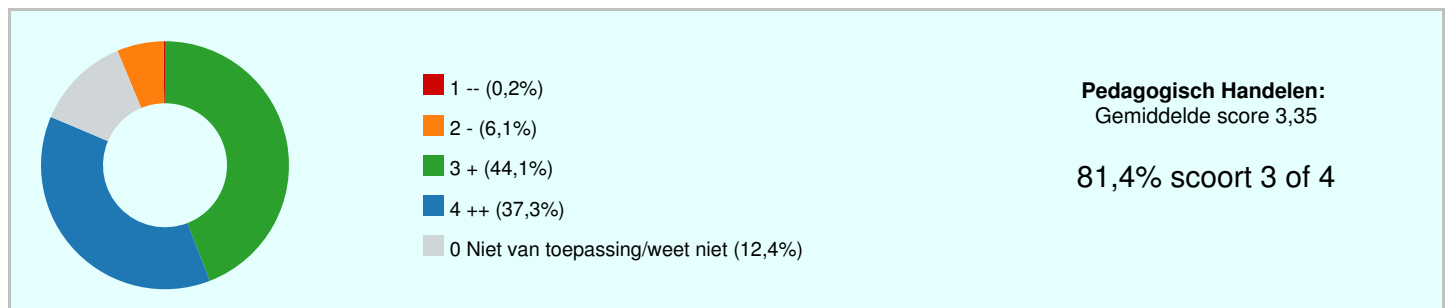 1 -- (0,2%)
2 - (6,1%)
3 + (44,1%)
4 ++ (37,3%)
0 Niet van toepassing/weet niet (12,4%)
Pedagogisch Handelen:
Gemiddelde score 3,35
81,4% scoort 3 of 4